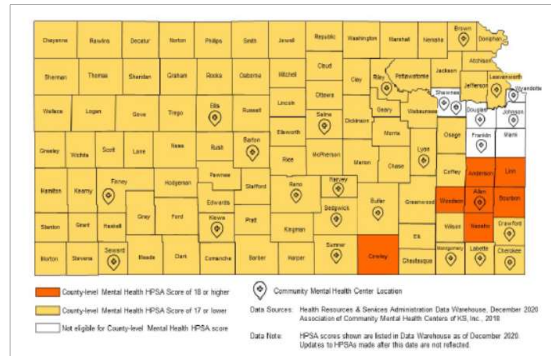 Cheyenne Rawlins Decatur Norton Phillips Smith Jewell Republic Washington Marshall Nemaha Brown Doniphan
Atchison
Sherman Thomas Sheridan Graham Rooks Osborne Mitchell Cloud Clay Riley Pottawatomie Jackson Jefferson Leavenworth
Wyandotte
Shawnee
Wallace Logan Gove Trego Ellis Russell Lincoln Ottawa Saline Dickinson Geary Wabaunsee Douglas Johnson
Morris Osage Franklin Miami
Greeley Wichita Scott Lane Ness Rush Barton Ellsworth Rice McPherson Marion Chase Lyon Coffey Anderson Linn
Hamilton Kearny Finney Hodgeman Pawnee Stafford Reno Harvey Butler Greenwood Woodson Allen Bourbon
Edwards Sedgwick
Stanton Grant Haskell Gray Ford Kiowa Pratt Kingman Elk Wilson Neosho Crawford
Morton Stevens Seward Meade Clark Comanche Barber Harper Sumner Cowley Chautauqua Montgomery Labette Cherokee
County-level Mental Health HPSA Score of 18 or higher
County-level Mental Health HPSA Score of 17 or lower
Not eligible for County-level Mental Health HPSA score
Community Mental Health Center Location
Data Sources: Health Resources & Services Administration Data Warehouse, December 2020
Association of Community Mental Health Centers of KS, Inc., 2018
Data Note: HPSA scores shown are listed in Data Warehouse as of December 2020.
Updates to HPSAs made after this date are not reflected.